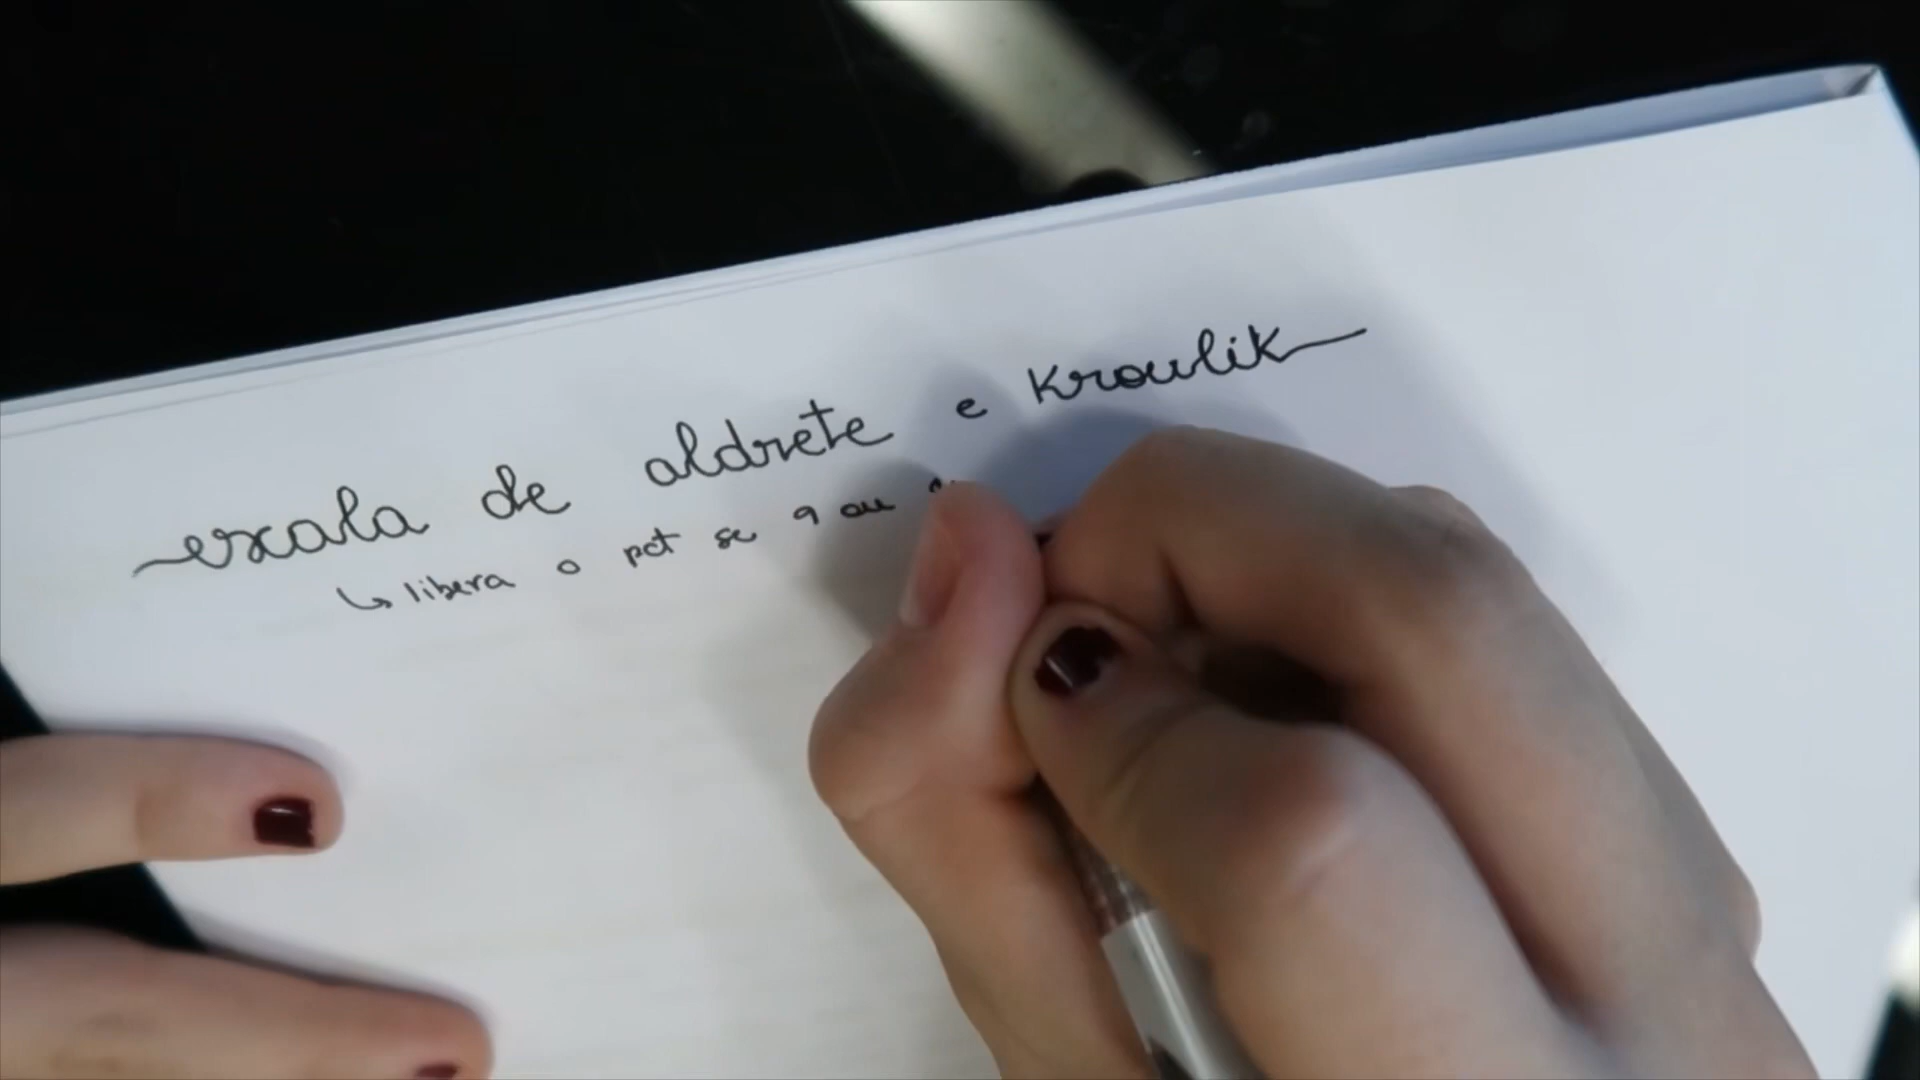 escala de aldrete e Kroulik
↳ libera o pct se 9 ou